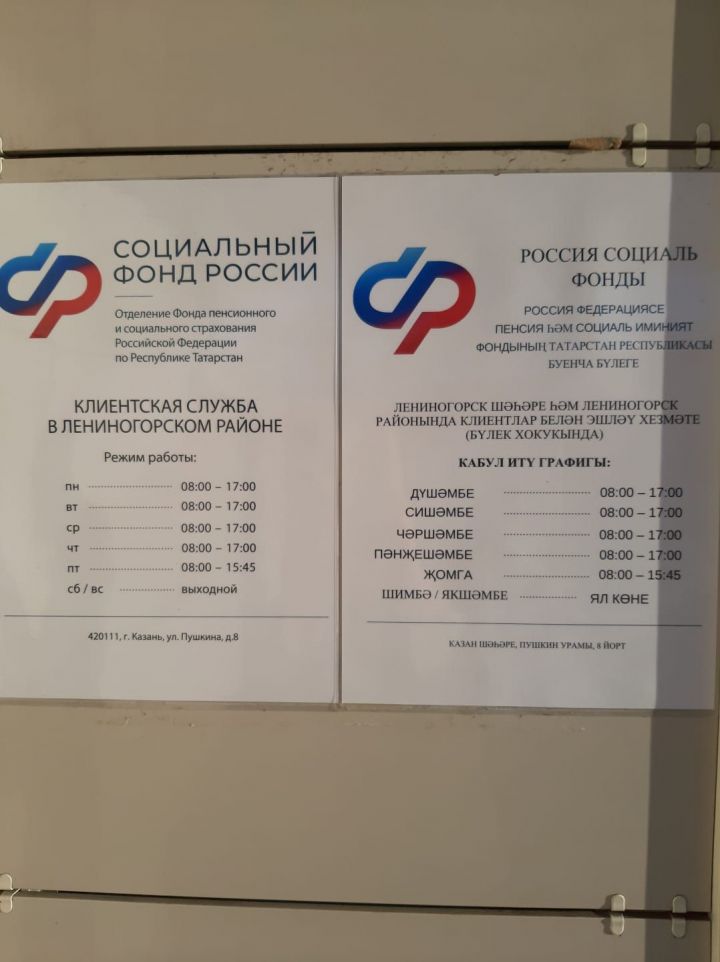 СОЦИАЛЬНЫЙ
ФОНД РОССИИ
Отделение Фонда пенсионного
и социального страхования
Российской Федерации
по Республике Татарстан
КЛИЕНТСКАЯ СЛУЖБА
В ЛЕНИНОГОРСКОМ РАЙОНЕ
Режим работы:
пн 08:00 – 17:00
вт 08:00 – 17:00
ср 08:00 – 17:00
чт 08:00 – 17:00
пт 08:00 – 15:45
сб / вс выходной
420111, г. Казань, ул. Пушкина, д.8
РОССИЯ СОЦИАЛЬ
ФОНДЫ
РОССИЯ ФЕДЕРАЦИЯСЕ
ПЕНСИЯ ҺӘМ СОЦИАЛЬ ИМИНИЯТ
ФОНДЫНЫҢ ТАТАРСТАН РЕСПУБЛИКАСЫ
БУЕНЧА БҮЛЕГЕ
ЛЕНИНОГОРСК ШӘҺӘРЕ ҺӘМ ЛЕНИНОГОРСК
РАЙОНЫНДА КЛИЕНТЛАР БЕЛӘН ЭШЛӘҮ ХЕЗМӘТЕ
(БҮЛЕК ХОКУКЫНДА)
КАБУЛ ИТҮ ГРАФИГЫ:
ДҮШӘМБЕ 08:00 – 17:00
СИШӘМБЕ 08:00 – 17:00
ЧӘРШӘМБЕ 08:00 – 17:00
ПӘНҖЕШӘМБЕ 08:00 – 17:00
ҖОМГА 08:00 – 15:45
ШИМБӘ / ЯКШӘМБЕ ЯЛ КӨНЕ
КАЗАН ШӘҺӘРЕ, ПУШКИН УРАМЫ, 8 ЙОРТ